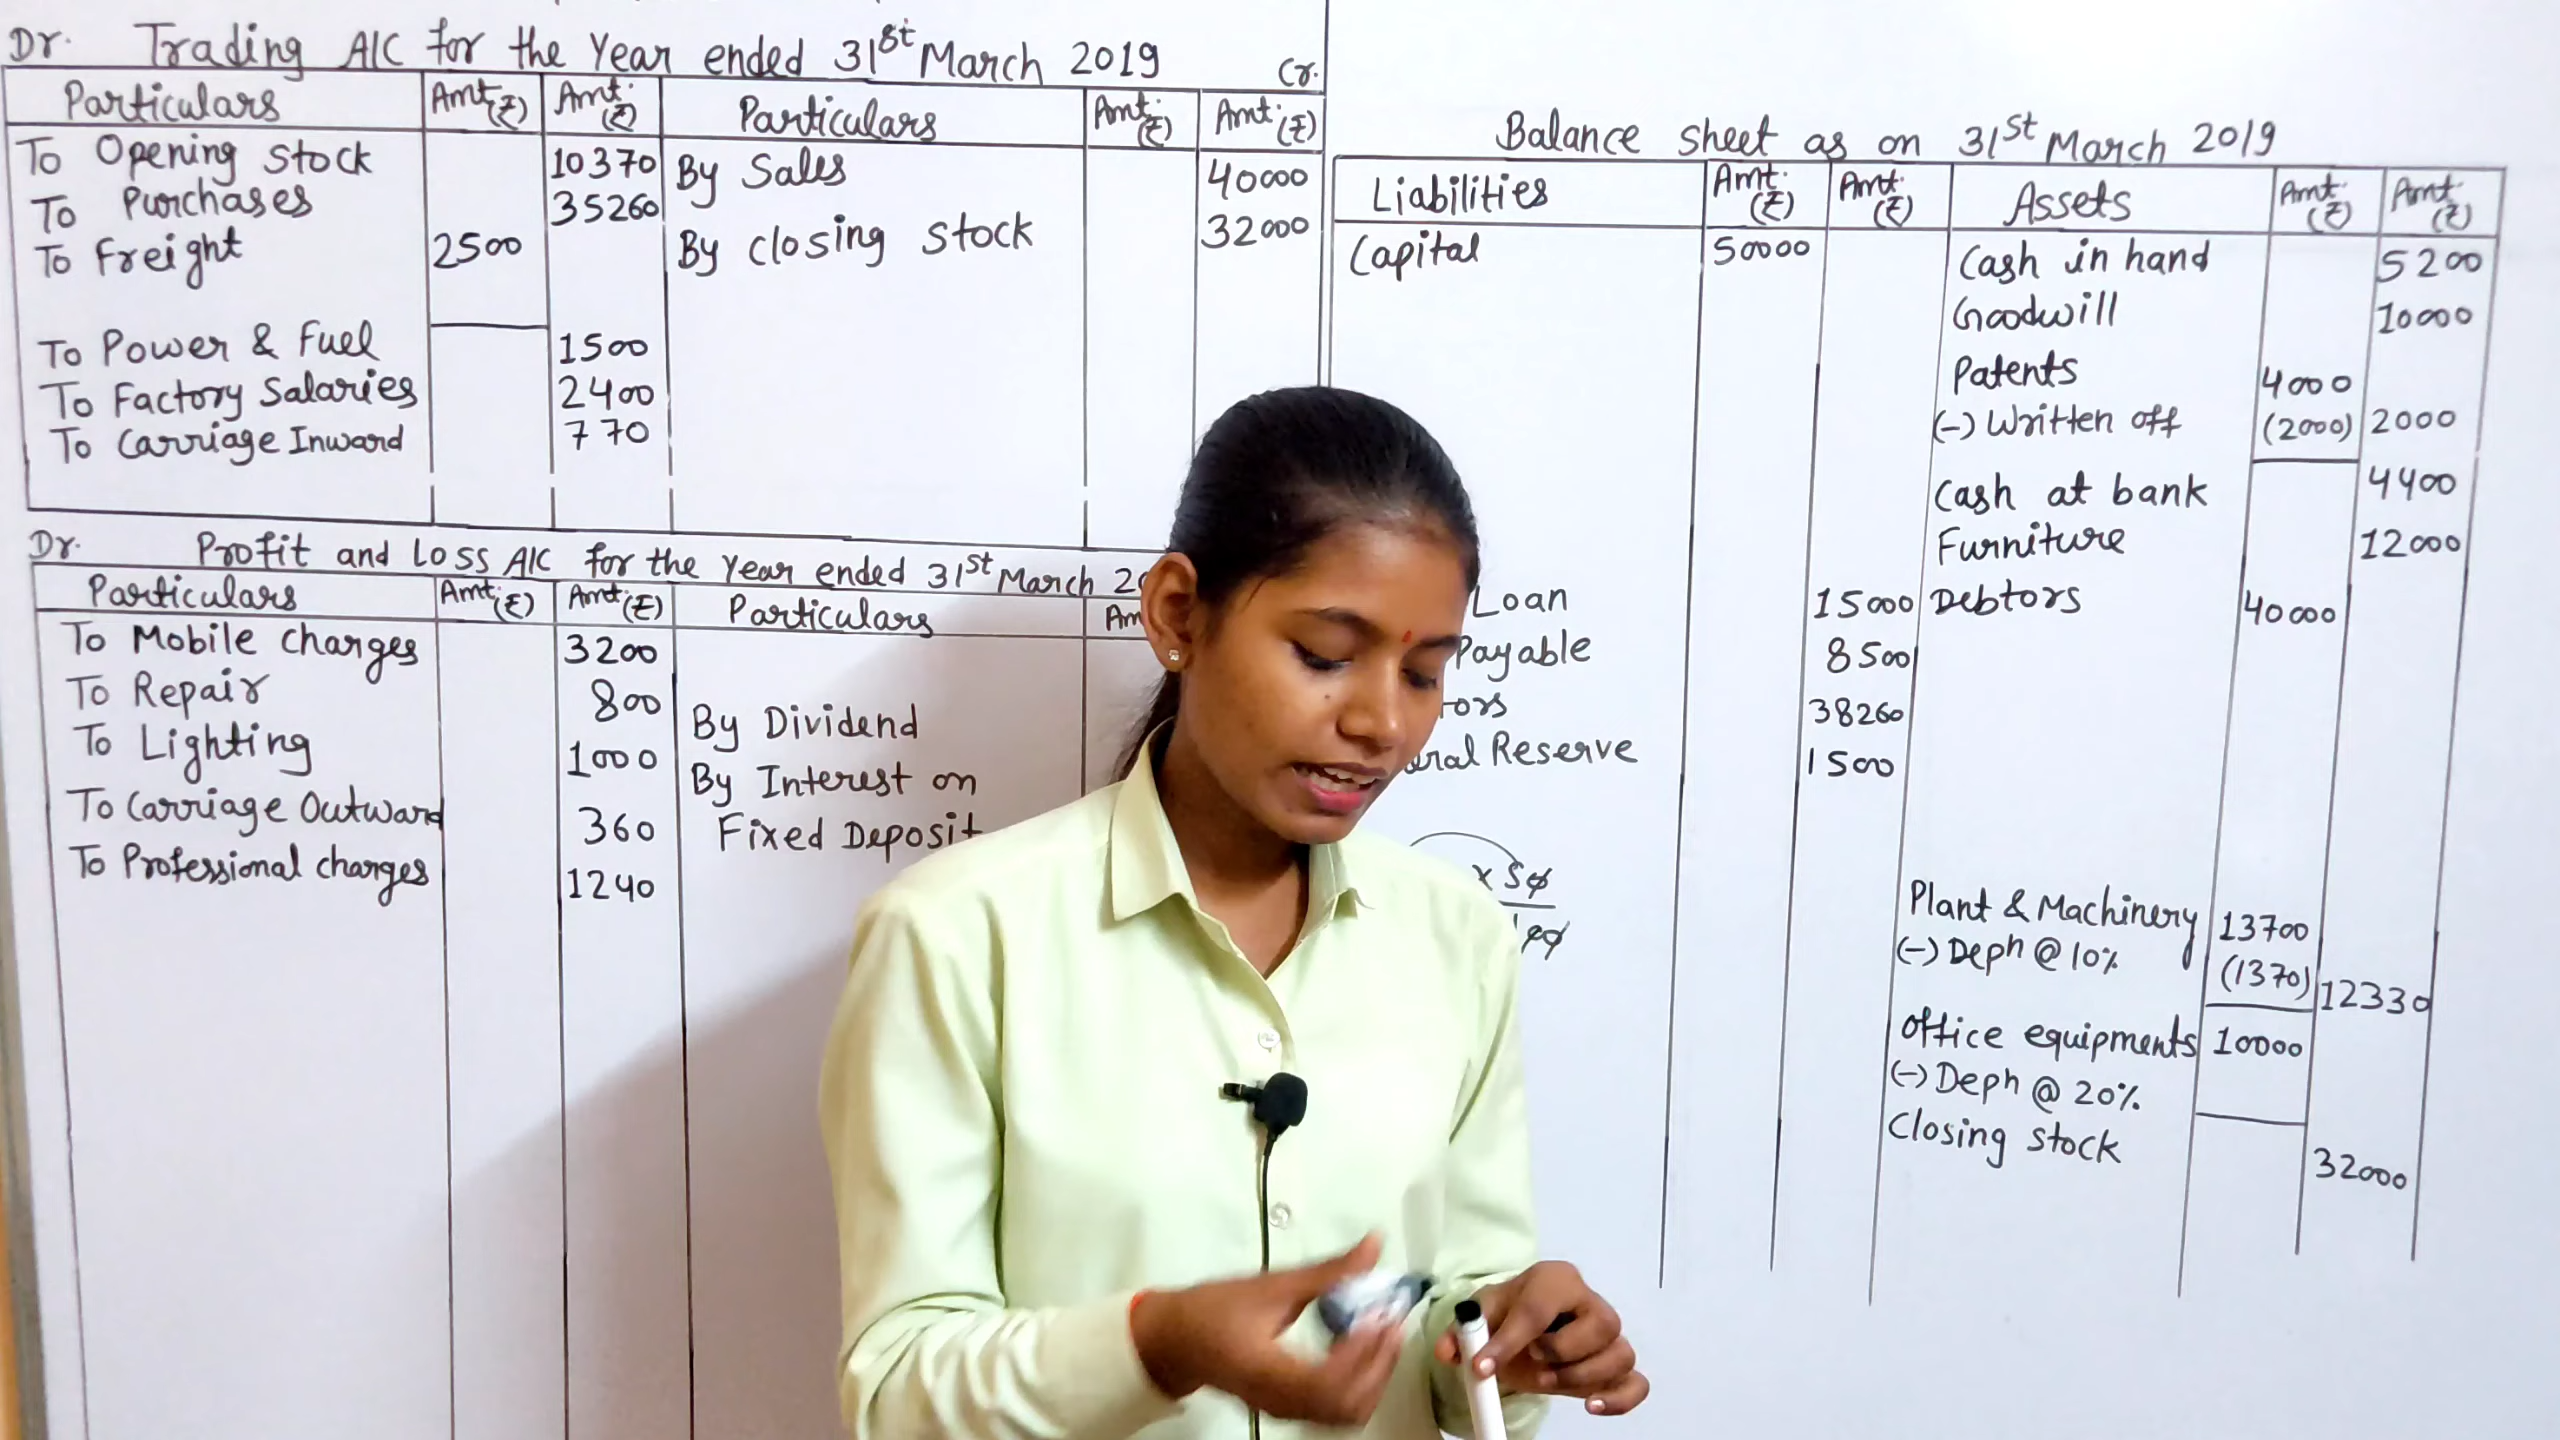 Dr. Trading A/C for the Year ended 31st March 2019 Cr.
Particulars Amt. (₹) Amt. (₹) Particulars Amt. (₹) Amt. (₹)
To Opening stock 10370 By Sales 40000
To Purchases 35260
To Freight 2500 By closing stock 32000
To Power & Fuel 1500
To Factory Salaries 2400
To Carriage Inward 770
Dr. Profit and Loss A/C for the Year ended 31st March
Particulars Amt. (₹) Amt. (₹) Particulars
To Mobile charges 3200
To Repair 800 By Dividend
To Lighting 1000 By Interest on
To Carriage Outward 360 Fixed Deposit
To Professional charges 1240
Balance sheet as on 31st March 2019
Liabilities Amt. (₹) Amt. (₹) Assets Amt. (₹) Amt. (₹)
Capital 50000 Cash in hand 5200
Goodwill 10000
Patents 4000
(-) Written off (2000) 2000
Cash at bank 4400
Furniture 12000
Loan 15000 Debtors 40000
Payable 8500
38260
Reserve 1500
Plant & Machinery 13700
(-) Deph @ 10% (1370) 12330
Office equipments 10000
(-) Deph @ 20%
Closing stock 32000